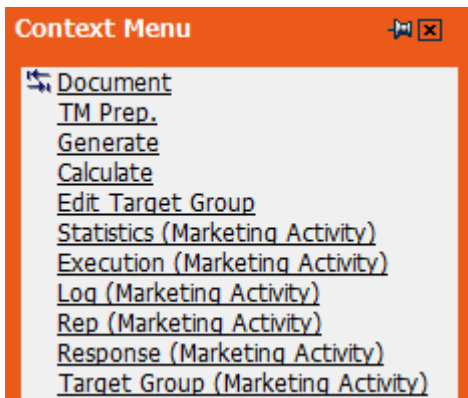 Context Menu
Document
TM Prep.
Generate
Calculate
Edit Target Group
Statistics (Marketing Activity)
Execution (Marketing Activity)
Log (Marketing Activity)
Rep (Marketing Activity)
Response (Marketing Activity)
Target Group (Marketing Activity)